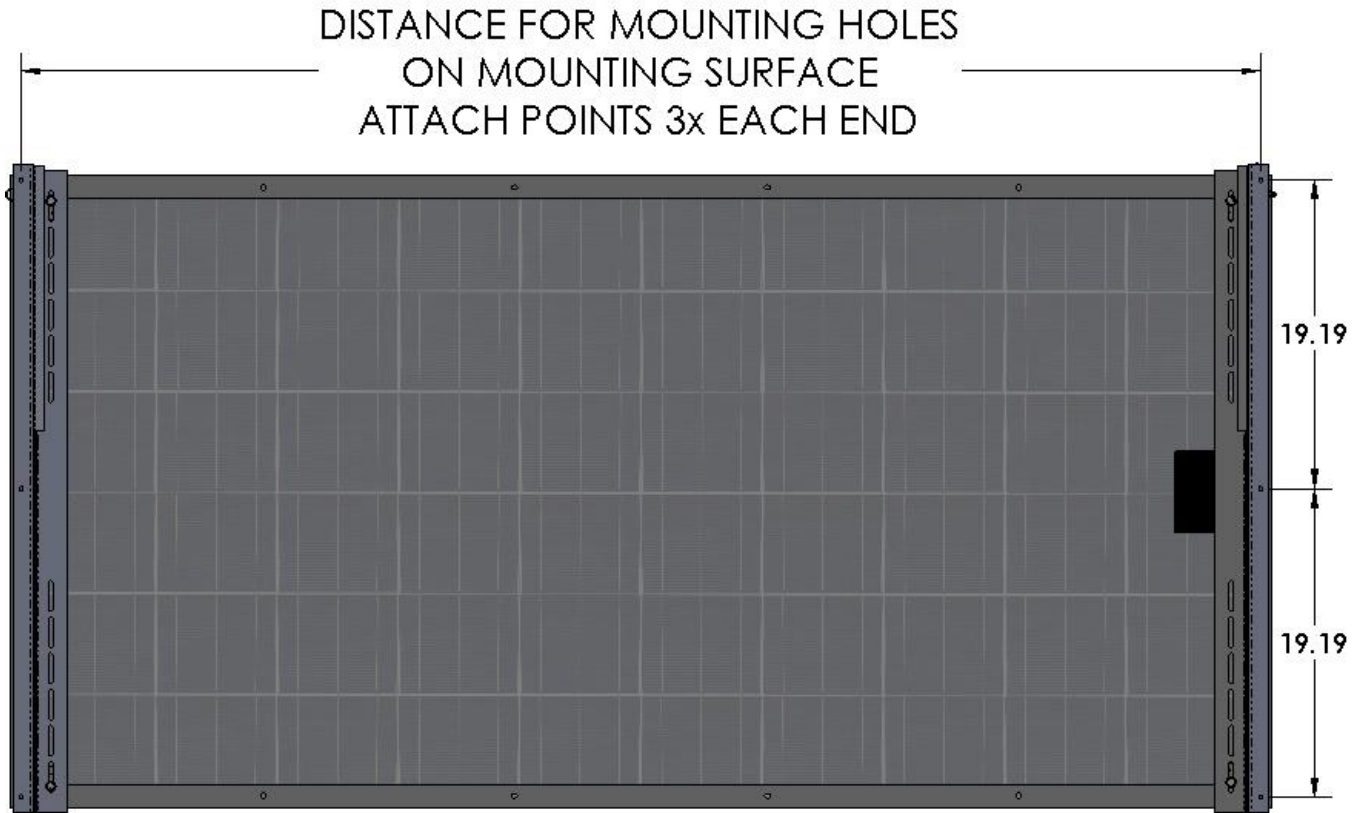 DISTANCE FOR MOUNTING HOLES
ON MOUNTING SURFACE
ATTACH POINTS 3x EACH END
19.19
19.19